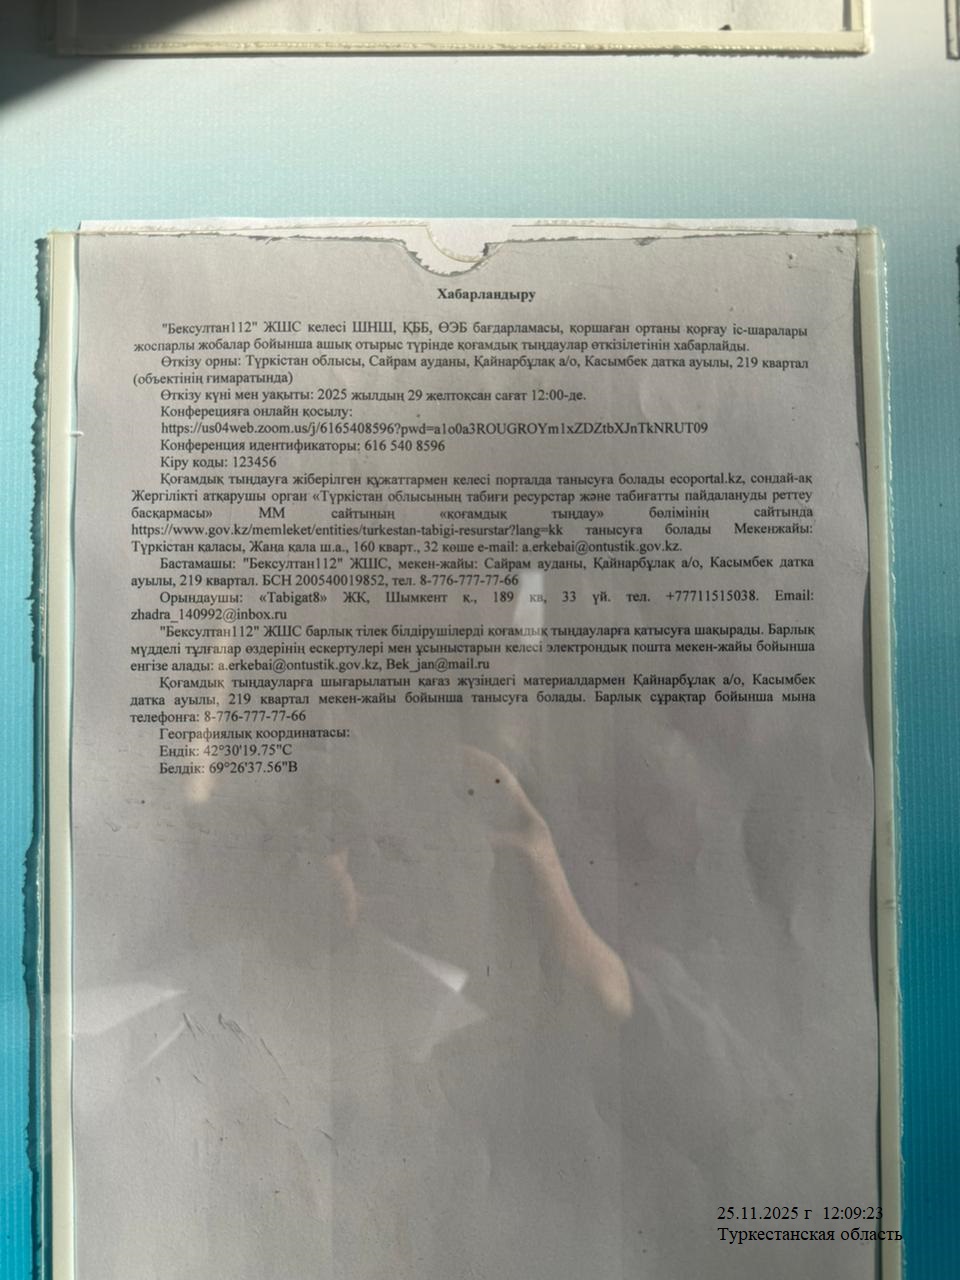 Хабарландыру
"Бексултан112" ЖШС келесі ШНШ, ҚББ, ӨЭБ бағдарламасы, қоршаған ортаны қорғау іс-шаралары
жоспарлы жобалар бойынша ашық отырыс түрінде қоғамдық тыңдаулар өткізілетінін хабарлайды.
Өткізу орны: Түркістан облысы, Сайрам ауданы, Қайнарбұлақ а/о, Касымбек датка ауылы, 219 квартал
(объектінің ғимаратында)
Өткізу күні мен уақыты: 2025 жылдың 29 желтоқсан сағат 12:00-де.
Конферецияға онлайн қосылу:
https://us04web.zoom.us/j/6165408596?pwd=a1o0a3ROUGROYm1xZDZtbXJnTkNRUT09
Конференция идентификаторы: 616 540 8596
Кіру коды: 123456
Қоғамдық тыңдауға жіберілген құжаттармен келесі порталда танысуға болады ecoportal.kz, сондай-ақ
Жергілікті атқарушы орган «Түркістан облысының табиғи ресурстар және табиғатты пайдалануды реттеу
басқармасы» ММ сайтының «қоғамдық тыңдау» бөлімінің сайтында
https://www.gov.kz/memleket/entities/turkestan-tabigi-resurstar?lang=kk танысуға болады Мекенжайы:
Түркістан қаласы, Жаңа қала ш.а., 160 кварт., 32 көше e-mail: a.erkebai@ontustik.gov.kz.
Бастамашы: "Бексултан112" ЖШС, мекен-жайы: Сайрам ауданы, Қайнарбұлақ а/о, Касымбек датка
ауылы, 219 квартал. БСН 200540019852, тел. 8-776-777-77-66
Орындаушы: «Tabigat8» ЖК, Шымкент қ., 189 кв, 33 үй. тел. +77711515038. Email:
zhadra_140992@inbox.ru
"Бексултан112" ЖШС барлық тілек білдірушілерді қоғамдық тыңдауларға қатысуға шақырады. Барлық
мүдделі тұлғалар өздерінің ескертулері мен ұсыныстарын келесі электрондық пошта мекен-жайы бойынша
енгізе алады: a.erkebai@ontustik.gov.kz, Bek_jan@mail.ru
Қоғамдық тыңдауларға шығарылатын қағаз жүзіндегі материалдармен Қайнарбұлақ а/о, Касымбек
датка ауылы, 219 квартал мекен-жайы бойынша танысуға болады. Барлық сұрақтар бойынша мына
телефонға: 8-776-777-77-66
Географиялық координатасы:
Ендік: 42°30'19.75"С
Белдік: 69°26'37.56"В
25.11.2025 г 12:09:23
Туркестанская область